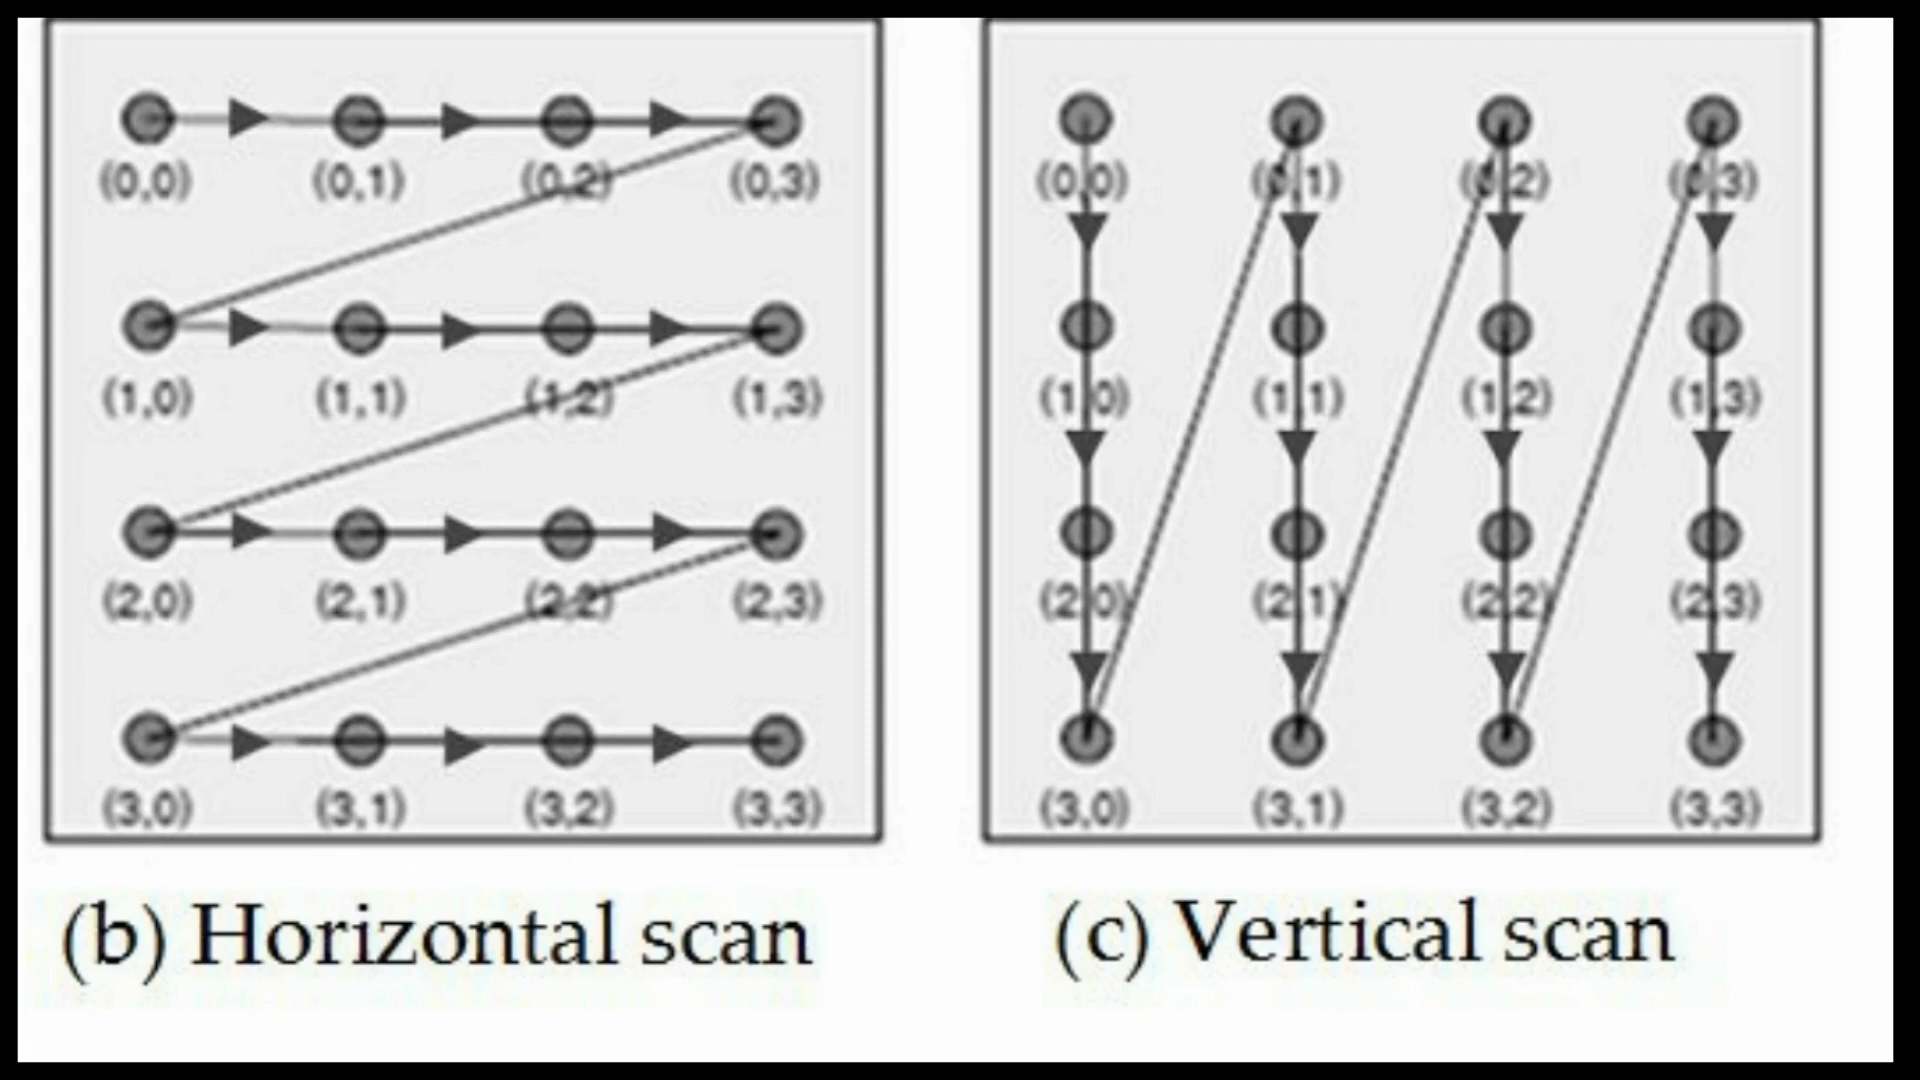 (0,0) (0,1) (0,2) (0,3)
(1,0) (1,1) (1,2) (1,3)
(2,0) (2,1) (2,2) (2,3)
(3,0) (3,1) (3,2) (3,3)
(b) Horizontal scan
(0,0) (0,1) (0,2) (0,3)
(1,0) (1,1) (1,2) (1,3)
(2,0) (2,1) (2,2) (2,3)
(3,0) (3,1) (3,2) (3,3)
(c) Vertical scan